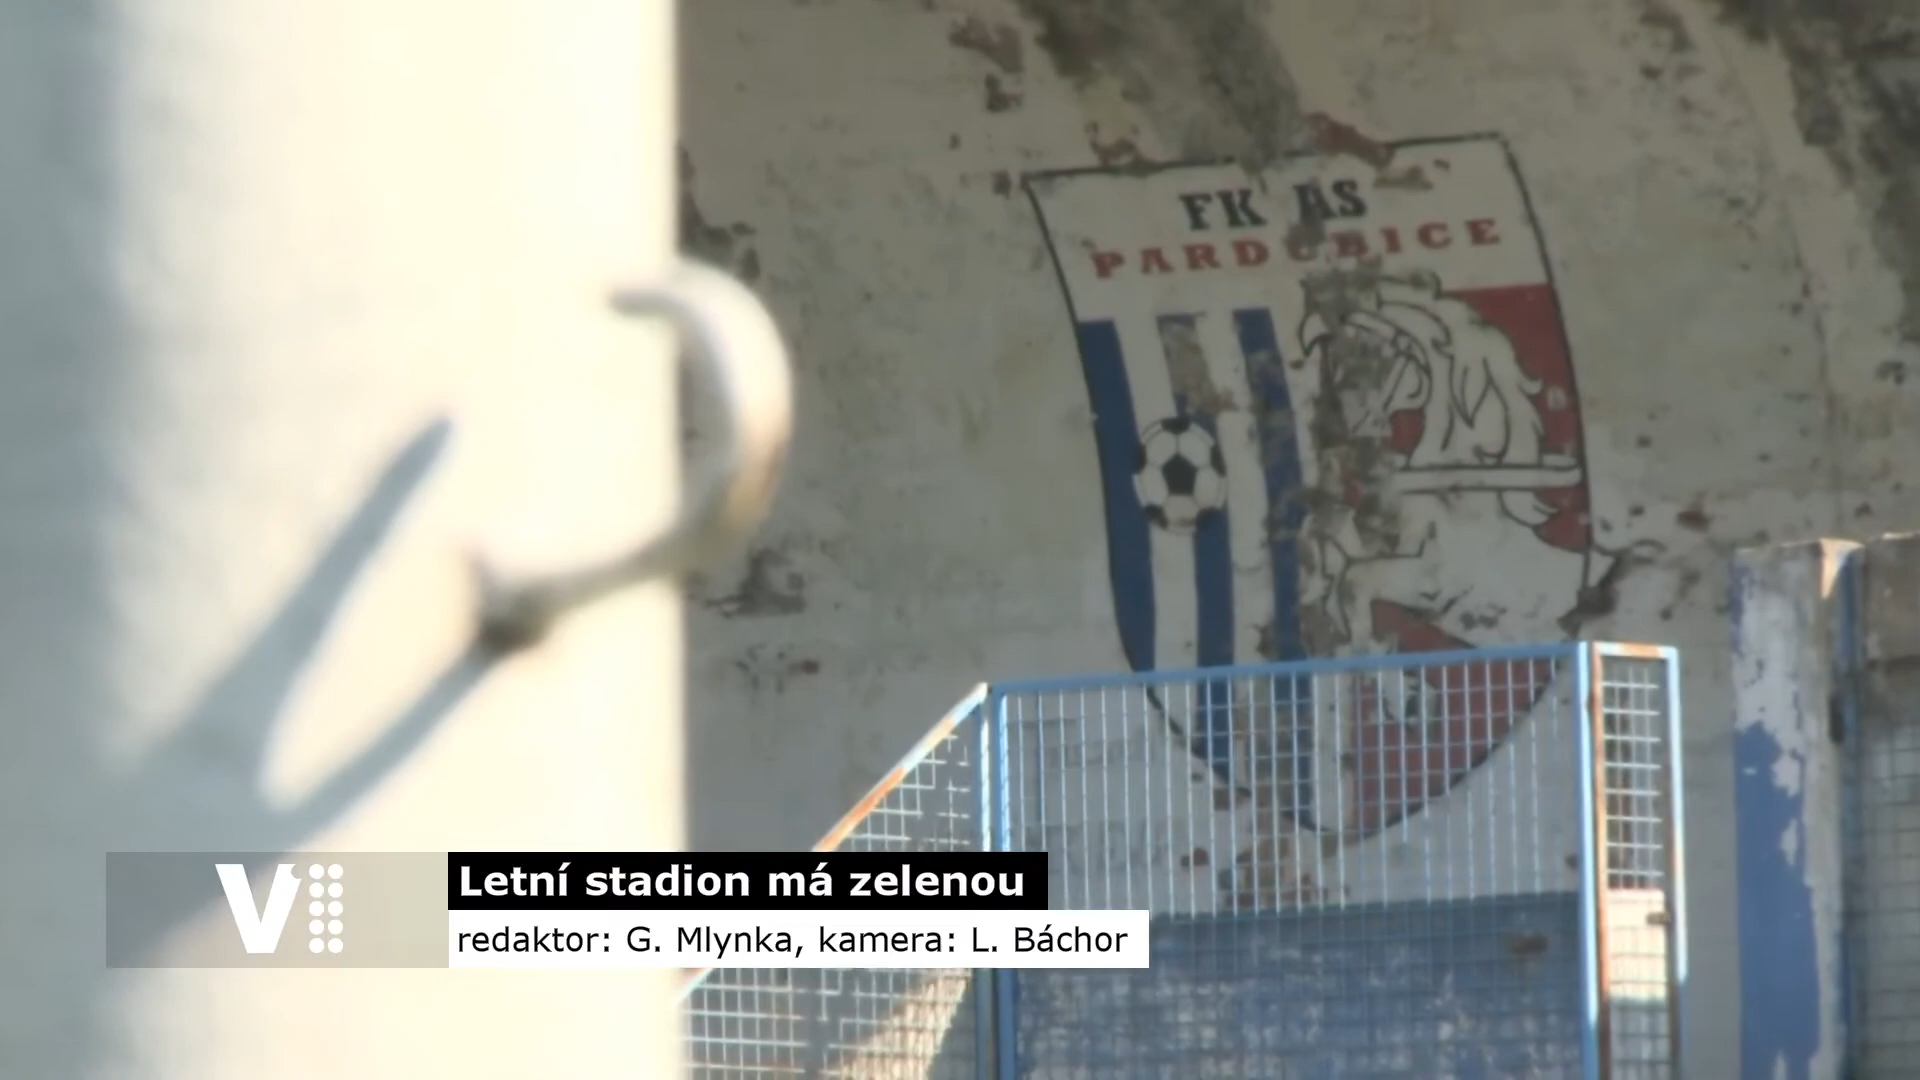 FK AS
PARDUBICE
Letní stadion má zelenou
redaktor: G. Mlynka, kamera: L. Báchor